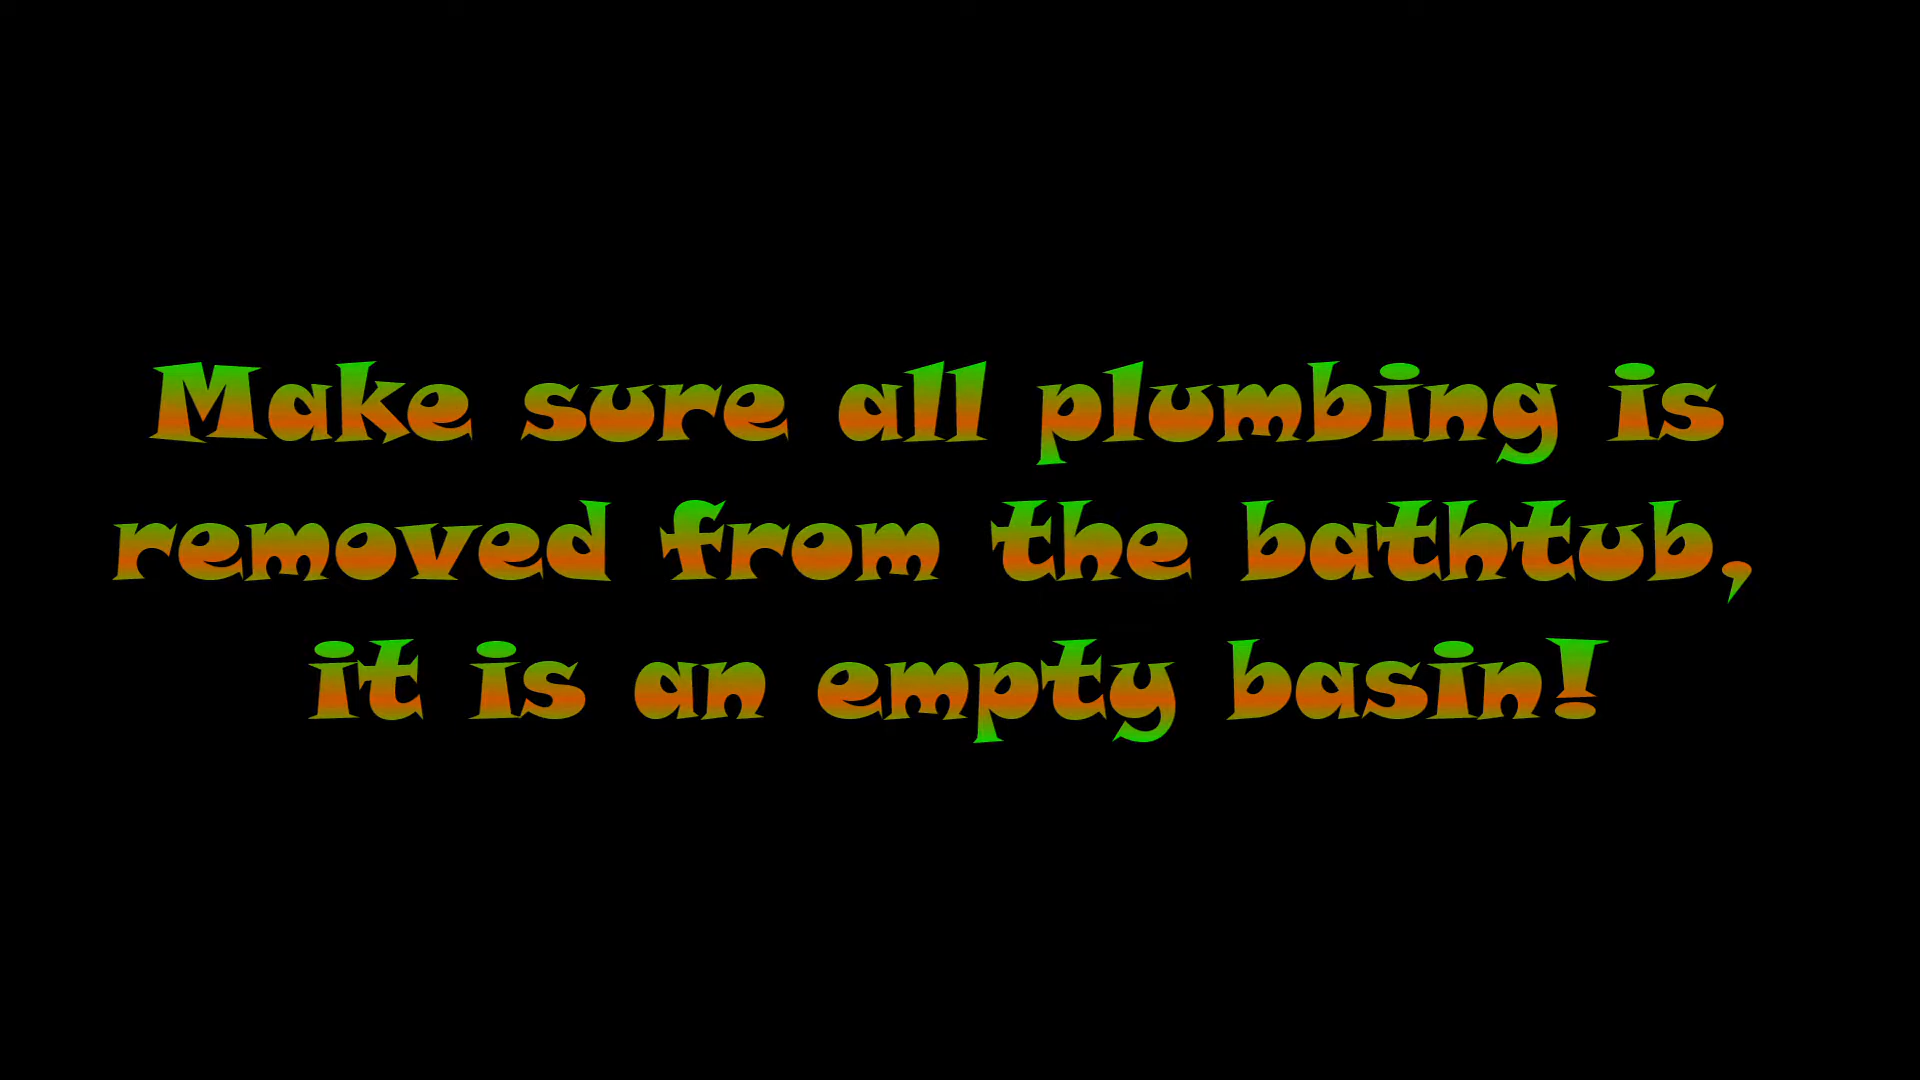 Make sure all plumbing is
removed from the bathtub,
it is an empty basin!